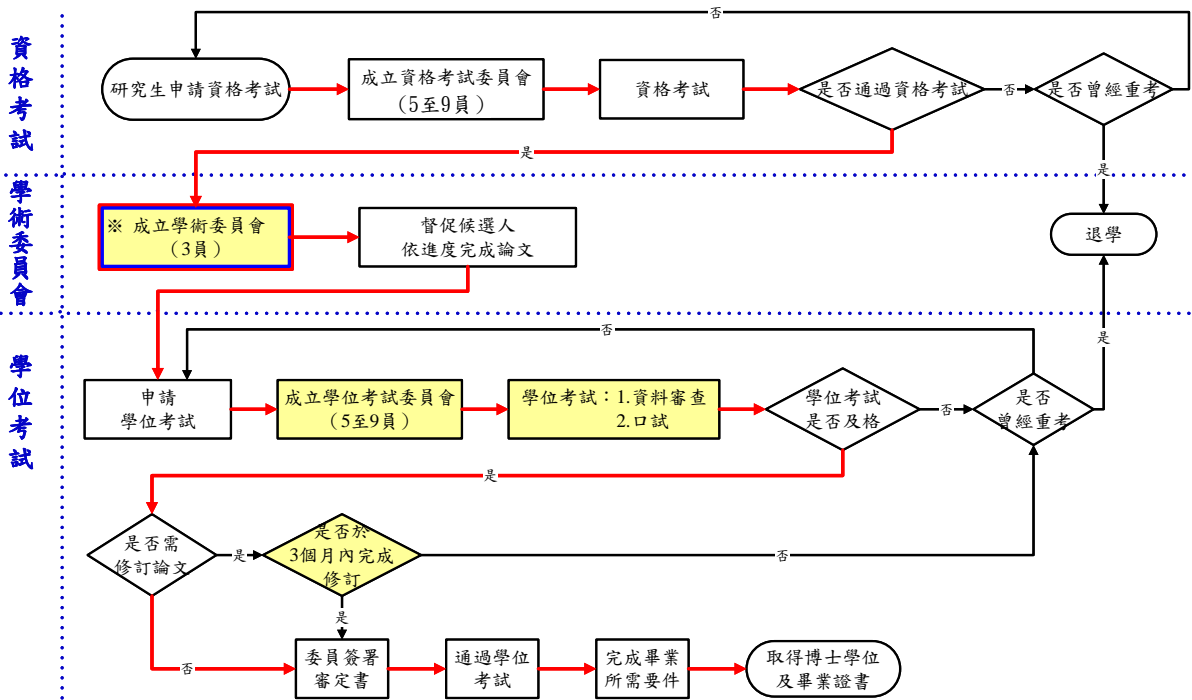 資格考試
否
研究生申請資格考試
成立資格考試委員會
(5至9員)
資格考試
是否通過資格考試
否
是否曾經重考
是
是
學術委員會
※ 成立學術委員會
(3員)
督促候選人
依進度完成論文
退學
否
是
學位考試
申請
學位考試
成立學位考試委員會
(5至9員)
學位考試：1.資料審查
2.口試
學位考試
是否及格
否
是否
曾經重考
是
是否需
修訂論文
是
是否於
3個月內完成
修訂
否
是
否
委員簽署
審定書
通過學位
考試
完成畢業
所需要件
取得博士學位
及畢業證書